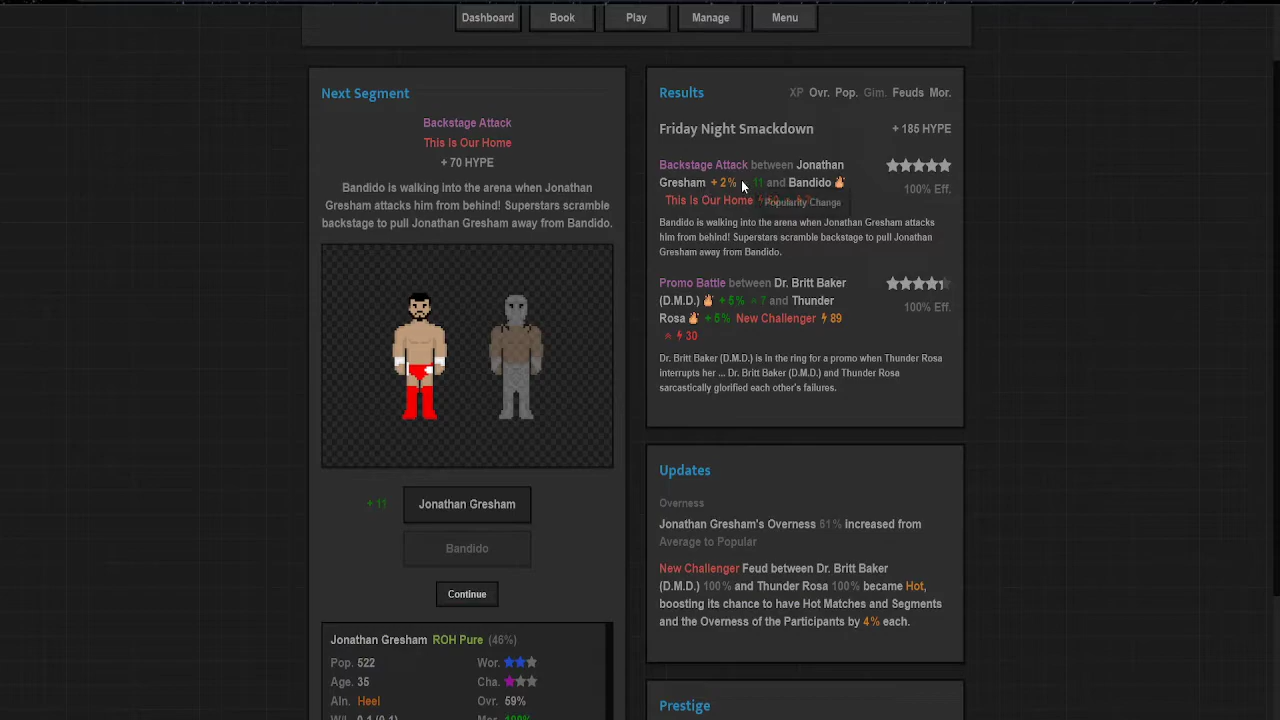 Dashboard Book Play Manage Menu
Next Segment
Backstage Attack
This Is Our Home
+ 70 HYPE
Bandido is walking into the arena when Jonathan
Gresham attacks him from behind! Superstars scramble
backstage to pull Jonathan Gresham away from Bandido.
+ 11 Jonathan Gresham
Bandido
Continue
Jonathan Gresham ROH Pure (46%)
Pop. 522 Wor.
Age. 35 Cha.
Aln. Heel Ovr. 59%
Results XP Ovr. Pop. Gim. Feuds Mor.
Friday Night Smackdown + 185 HYPE
Backstage Attack between Jonathan
Gresham + 2% 11 and Bandido 100% Eff.
This Is Our Home
Popularity Change
Bandido is walking into the arena when Jonathan Gresham attacks
him from behind! Superstars scramble backstage to pull Jonathan
Gresham away from Bandido.
Promo Battle between Dr. Britt Baker
(D.M.D.) + 5% 7 and Thunder 100% Eff.
Rosa + 5% New Challenger 89
30
Dr. Britt Baker (D.M.D.) is in the ring for a promo when Thunder Rosa
interrupts her ... Dr. Britt Baker (D.M.D.) and Thunder Rosa
sarcastically glorified each other's failures.
Updates
Overness
Jonathan Gresham's Overness 61% increased from
Average to Popular
New Challenger Feud between Dr. Britt Baker
(D.M.D.) 100% and Thunder Rosa 100% became Hot,
boosting its chance to have Hot Matches and Segments
and the Overness of the Participants by 4% each.
Prestige